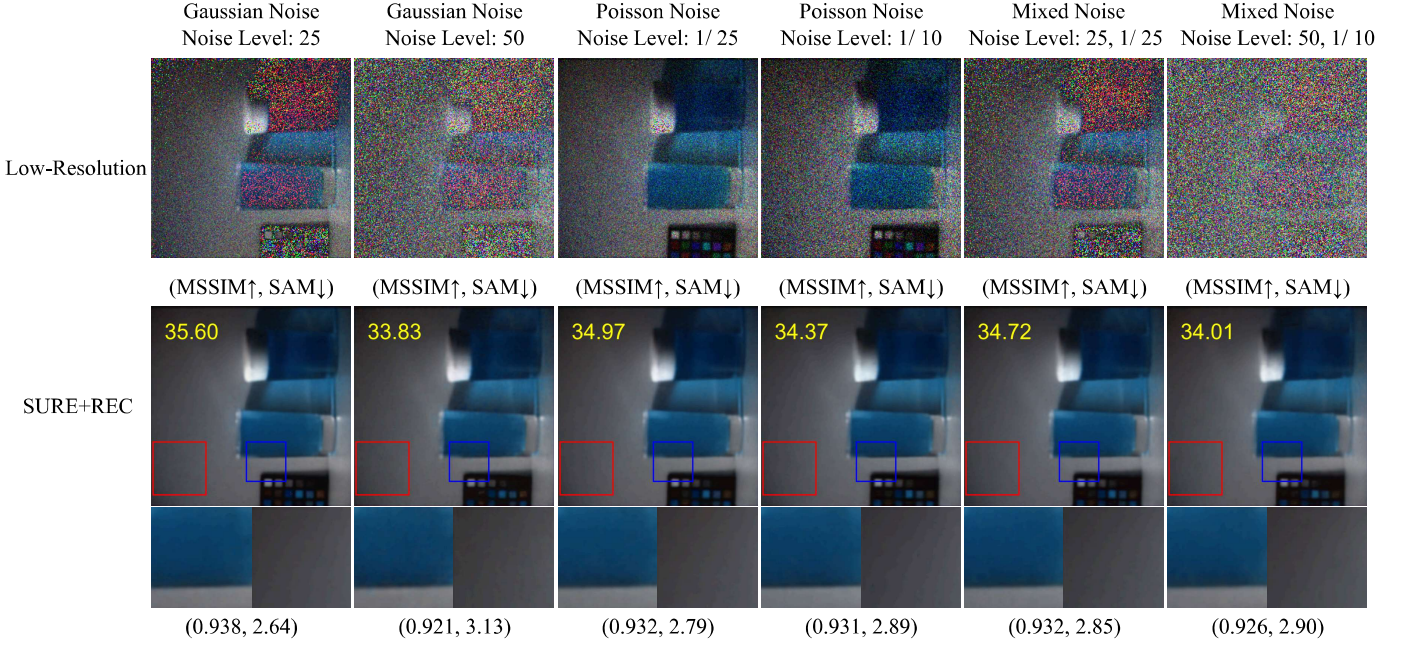 Gaussian Noise Gaussian Noise Poisson Noise Poisson Noise Mixed Noise Mixed Noise
Noise Level: 25 Noise Level: 50 Noise Level: 1/ 25 Noise Level: 1/ 10 Noise Level: 25, 1/ 25 Noise Level: 50, 1/ 10
Low-Resolution
(MSSIM↑, SAM↓) (MSSIM↑, SAM↓) (MSSIM↑, SAM↓) (MSSIM↑, SAM↓) (MSSIM↑, SAM↓) (MSSIM↑, SAM↓)
35.60 33.83 34.97 34.37 34.72 34.01
SURE+REC
(0.938, 2.64) (0.921, 3.13) (0.932, 2.79) (0.931, 2.89) (0.932, 2.85) (0.926, 2.90)